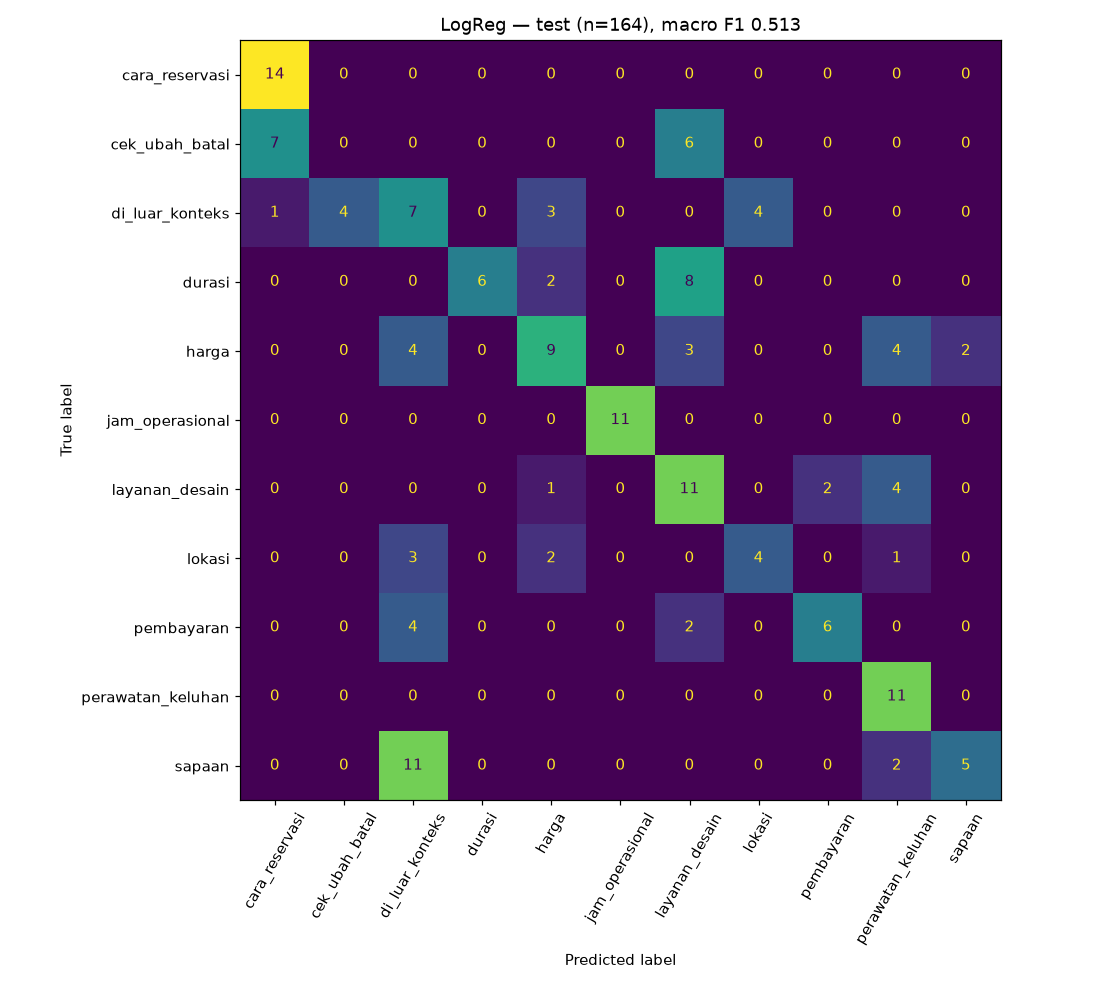 LogReg — test (n=164), macro F1 0.513
cara_reservasi 14 0 0 0 0 0 0 0 0 0 0
cek_ubah_batal 7 0 0 0 0 0 6 0 0 0 0
di_luar_konteks 1 4 7 0 3 0 0 4 0 0 0
durasi 0 0 0 6 2 0 8 0 0 0 0
harga 0 0 4 0 9 0 3 0 0 4 2
jam_operasional 0 0 0 0 0 11 0 0 0 0 0
layanan_desain 0 0 0 0 1 0 11 0 2 4 0
lokasi 0 0 3 0 2 0 0 4 0 1 0
pembayaran 0 0 4 0 0 0 2 0 6 0 0
perawatan_keluhan 0 0 0 0 0 0 0 0 0 11 0
sapaan 0 0 11 0 0 0 0 0 0 2 5
True label
cara_reservasi
cek_ubah_batal
di_luar_konteks
durasi
harga
jam_operasional
layanan_desain
lokasi
pembayaran
perawatan_keluhan
sapaan
Predicted label